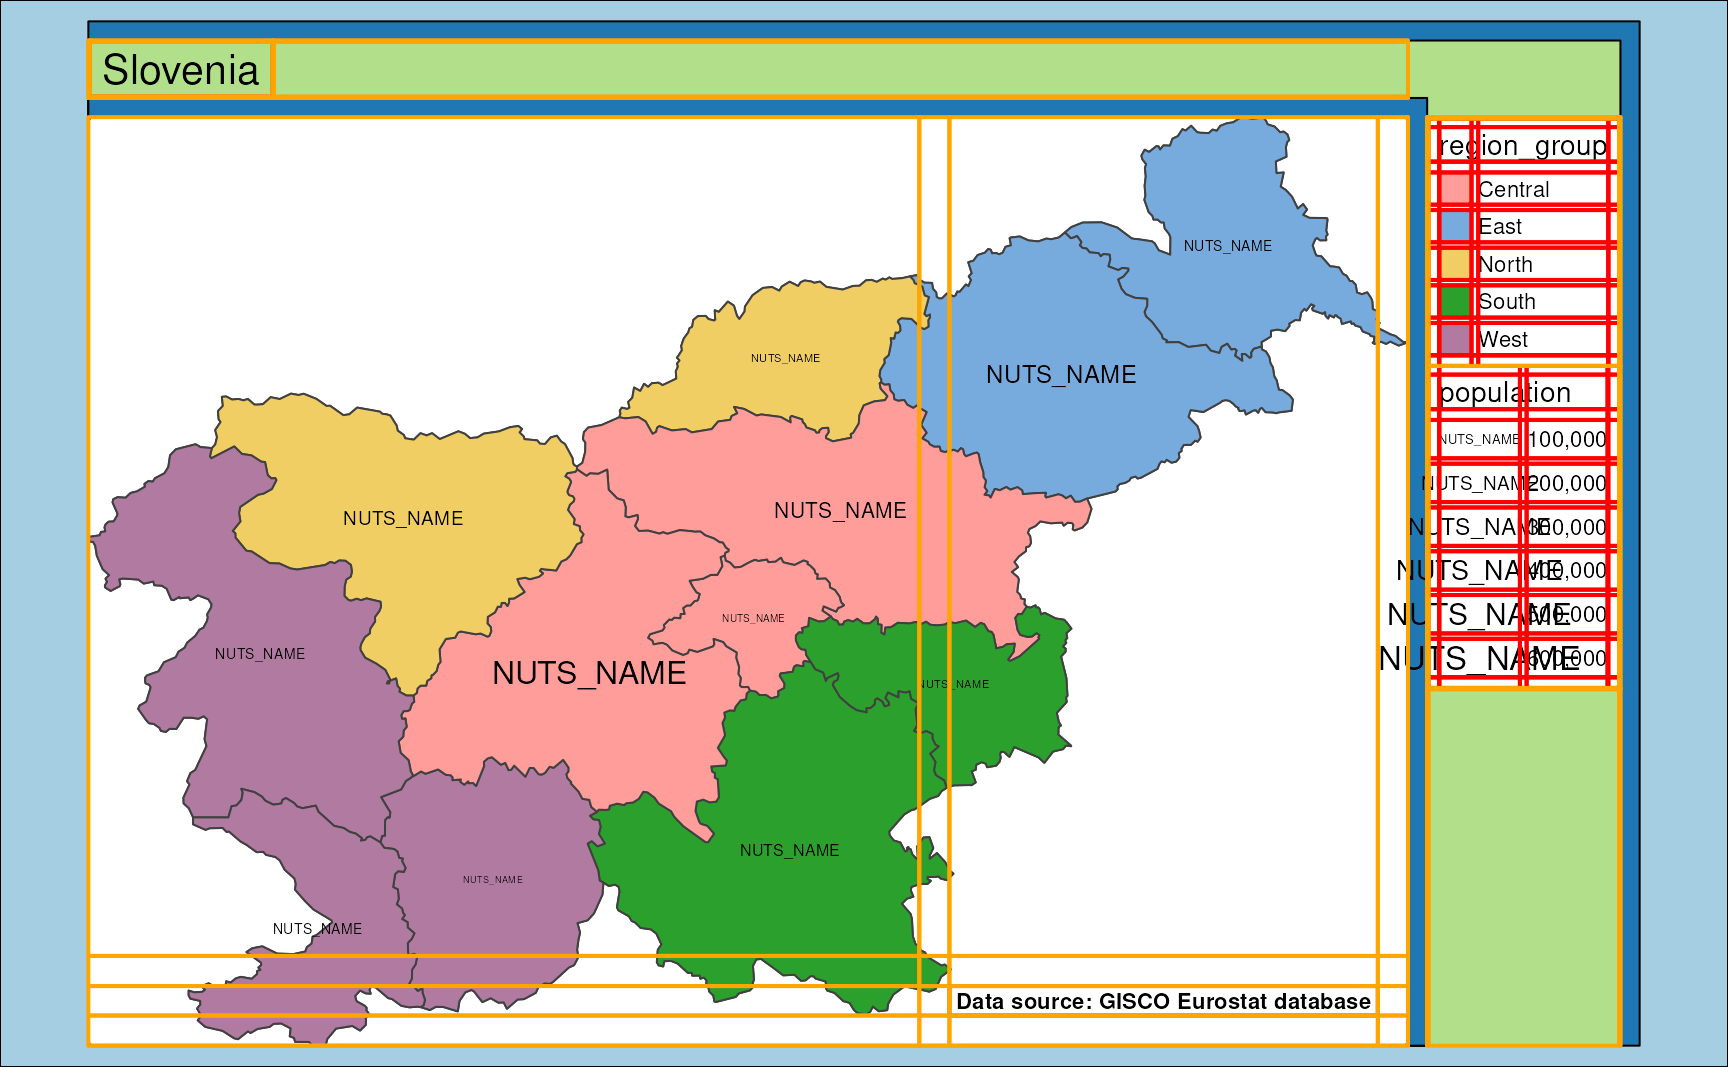 Slovenia
NUTS_NAME
NUTS_NAME
NUTS_NAME
NUTS_NAME
NUTS_NAME
NUTS_NAME
NUTS_NAME
NUTS_NAME
NUTS_NAME
NUTS_NAME
NUTS_NAME
NUTS_NAME
Data source: GISCO Eurostat database
region_group
Central
East
North
South
West
population
NUTS_NAME 100,000
NUTS_NAME 200,000
NUTS_NAME 300,000
NUTS_NAME 400,000
NUTS_NAME 500,000
NUTS_NAME 600,000